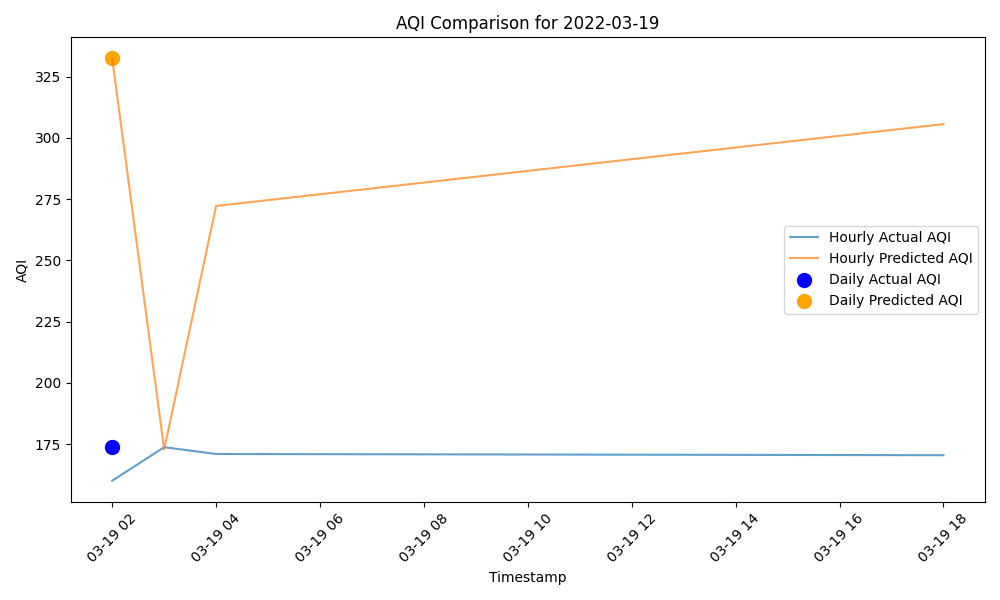 AQI Comparison for 2022-03-19
AQI
325
300
275
250
225
200
175
Hourly Actual AQI
Hourly Predicted AQI
Daily Actual AQI
Daily Predicted AQI
03-19 02
03-19 04
03-19 06
03-19 08
03-19 10
03-19 12
03-19 14
03-19 16
03-19 18
Timestamp